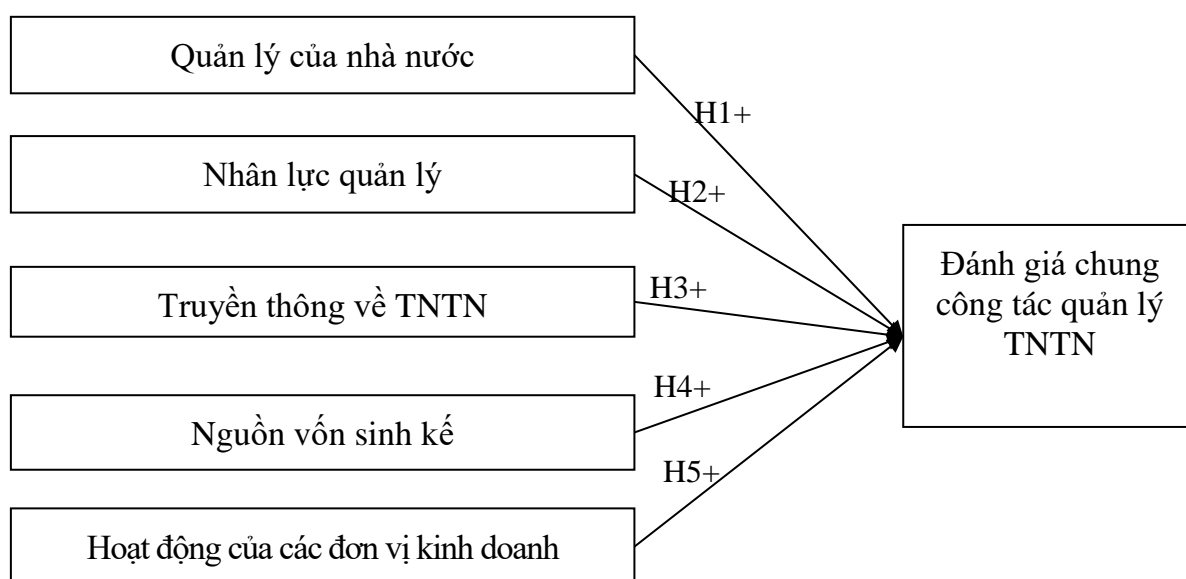 Quản lý của nhà nước
H1+
Nhân lực quản lý
H2+
Đánh giá chung
công tác quản lý
TNTN
Truyền thông về TNTN
H3+
H4+
Nguồn vốn sinh kế
H5+
Hoạt động của các đơn vị kinh doanh